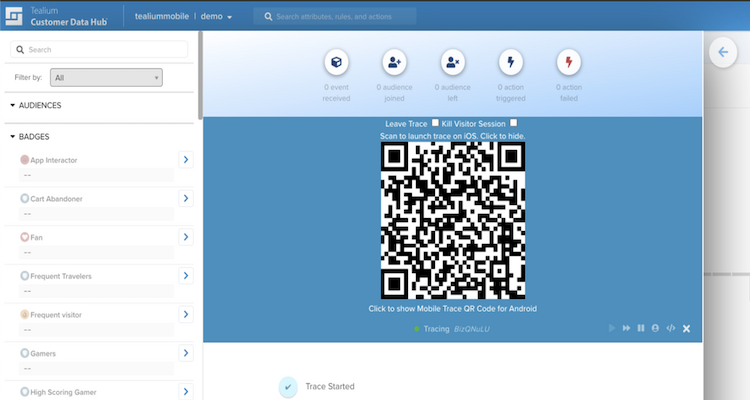 Tealium
Customer Data Hub
tealiummobile | demo
Search attributes, rules, and actions
Search
Filter by: All
AUDIENCES
BADGES
App Interactor
--
Cart Abandoner
--
Fan
--
Frequent Travelers
--
Frequent visitor
--
Gamers
--
High Scoring Gamer
0 event
received
0 audience
joined
0 audience
left
0 action
triggered
0 action
failed
Leave Trace Kill Visitor Session
Scan to launch trace on iOS. Click to hide.
Click to show Mobile Trace QR Code for Android
Tracing BizQNuLU
Trace Started